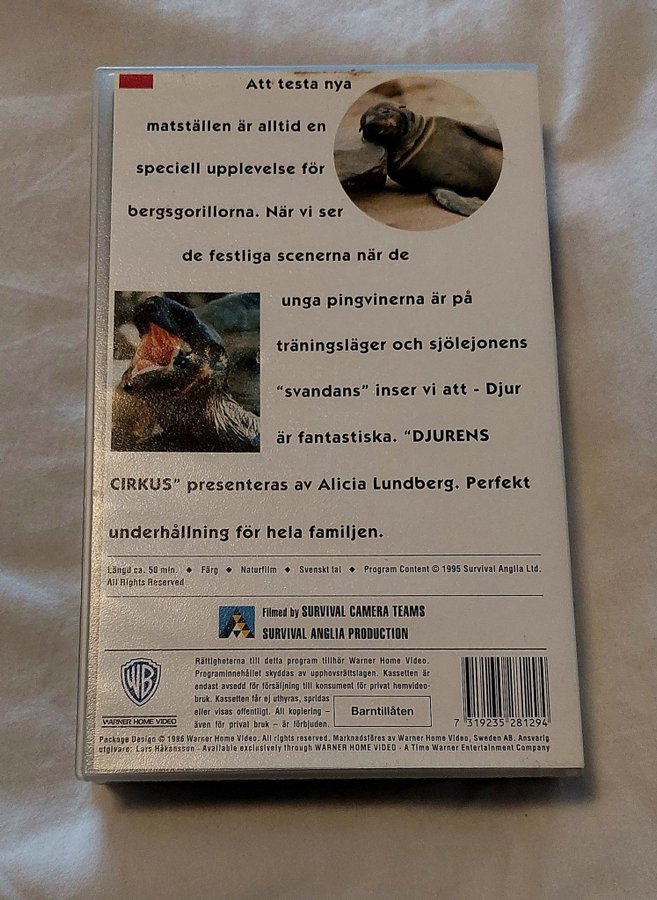 Att testa nya
matställen är alltid en
speciell upplevelse för
bergsgorillorna. När vi ser
de festliga scenerna när de
unga pingvinerna är på
träningsläger och sjölejonens
"svandans" inser vi att - Djur
är fantastiska. "DJURENS
CIRKUS" presenteras av Alicia Lundberg. Perfekt
underhållning för hela familjen.
Längd ca. 50 min. ◆ Färg ◆ Naturfilm ◆ Svenskt tal ◆ Program Content © 1995 Survival Anglia Ltd.
All Rights Reserved
Filmed by SURVIVAL CAMERA TEAMS
SURVIVAL ANGLIA PRODUCTION
WB
WARNER HOME VIDEO
Rättigheterna till detta program tillhör Warner Home Video.
Programinnehållet skyddas av upphovsrättslagen. Kassetten är
endast avsedd för försäljning till konsument för privat hemvideo-
bruk. Kassetten får ej uthyras, spridas
eller visas offentligt. All kopiering –
även för privat bruk – är förbjuden.
Barntillåten
7 319235 281294
Package Design © 1986 Warner Home Video. All rights reserved. Marknadsföres av Warner Home Video, Sweden AB. Ansvarig
utgivare: Lars Håkansson - Available exclusively through WARNER HOME VIDEO - A Time Warner Entertainment Company